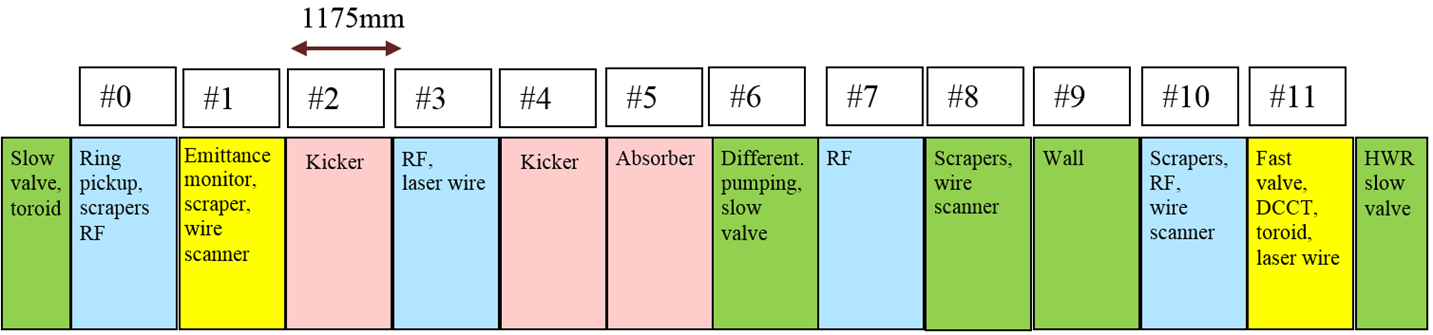 1175mm
#0
#1
#2
#3
#4
#5
#6
#7
#8
#9
#10
#11
Slow
valve,
toroid
Ring
pickup,
scrapers
RF
Emittance
monitor,
scraper,
wire
scanner
Kicker
RF,
laser wire
Kicker
Absorber
Different.
pumping,
slow
valve
RF
Scrapers,
wire
scanner
Wall
Scrapers,
RF,
wire
scanner
Fast
valve,
DCCT,
toroid,
laser wire
HWR
slow
valve